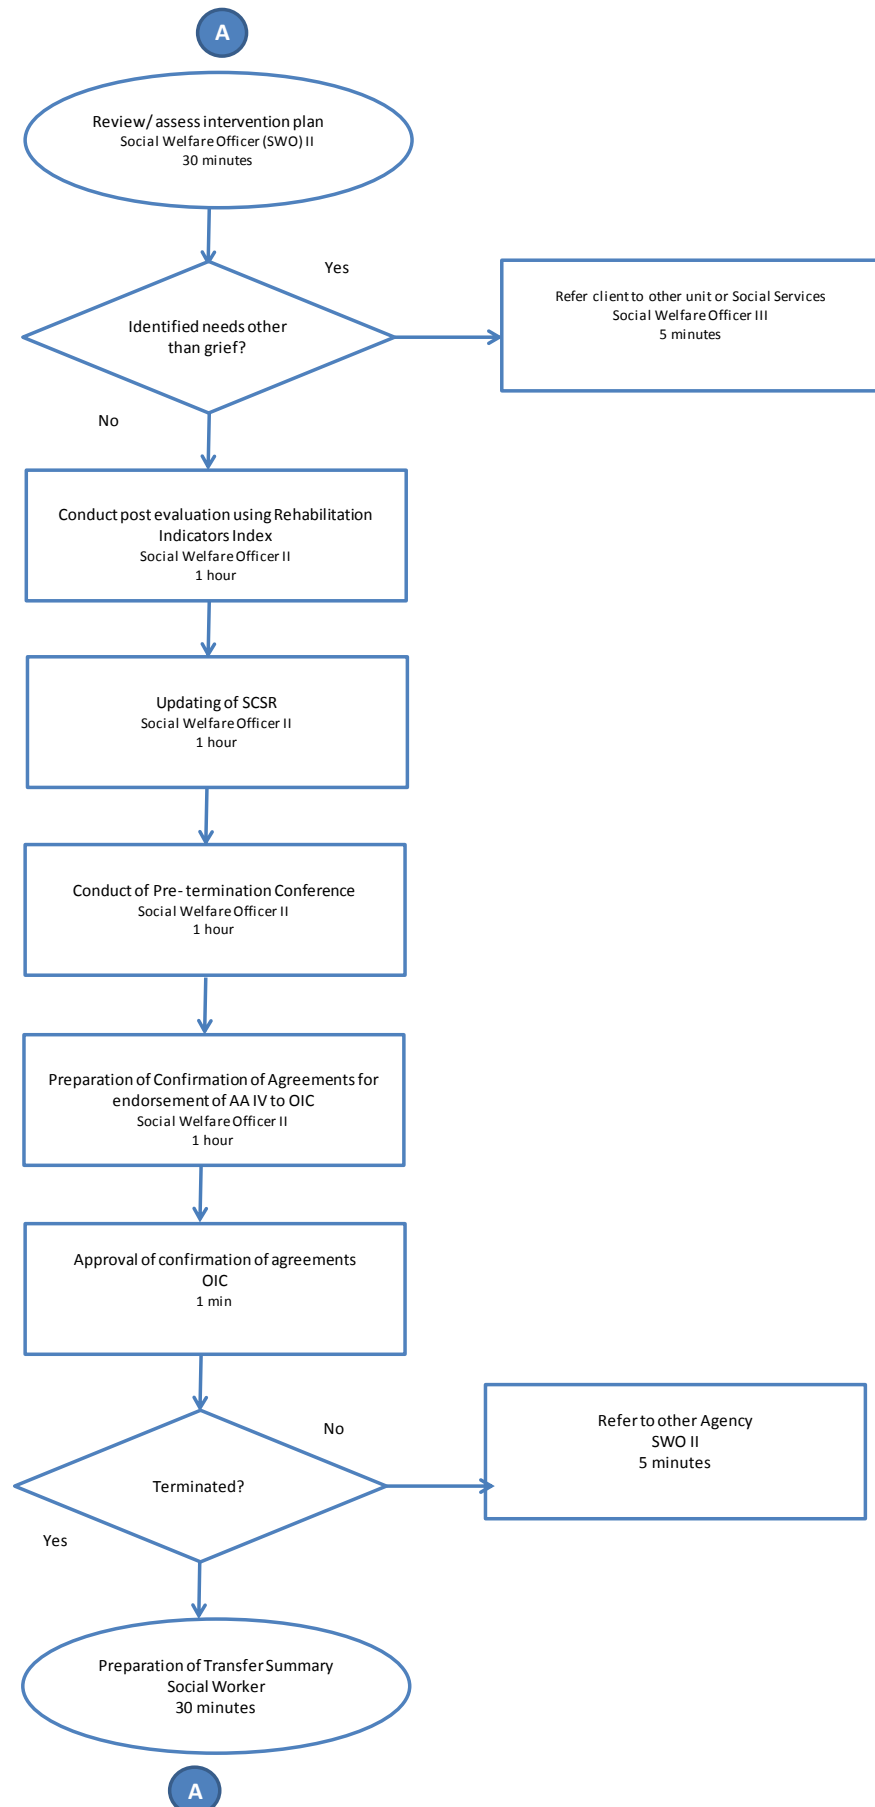 A
Review/ assess intervention plan
Social Welfare Officer (SWO) II
30 minutes
Yes
Identified needs other
than grief?
Refer client to other unit or Social Services
Social Welfare Officer III
5 minutes
No
Conduct post evaluation using Rehabilitation
Indicators Index
Social Welfare Officer II
1 hour
Updating of SCSR
Social Welfare Officer II
1 hour
Conduct of Pre- termination Conference
Social Welfare Officer II
1 hour
Preparation of Confirmation of Agreements for
endorsement of AA IV to OIC
Social Welfare Officer II
1 hour
Approval of confirmation of agreements
OIC
1 min
No
Terminated?
Refer to other Agency
SWO II
5 minutes
Yes
Preparation of Transfer Summary
Social Worker
30 minutes
A